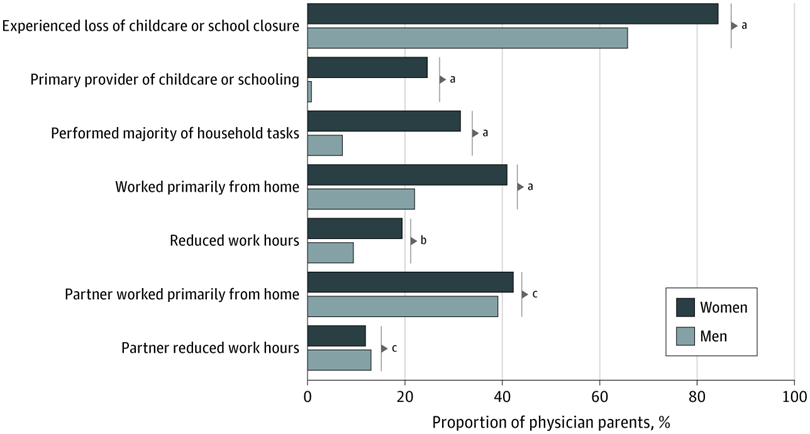 Experienced loss of childcare or school closure
a
Primary provider of childcare or schooling
a
Performed majority of household tasks
a
Worked primarily from home
a
Reduced work hours
b
Partner worked primarily from home
c
Women
Men
Partner reduced work hours
c
0 20 40 60 80 100
Proportion of physician parents, %